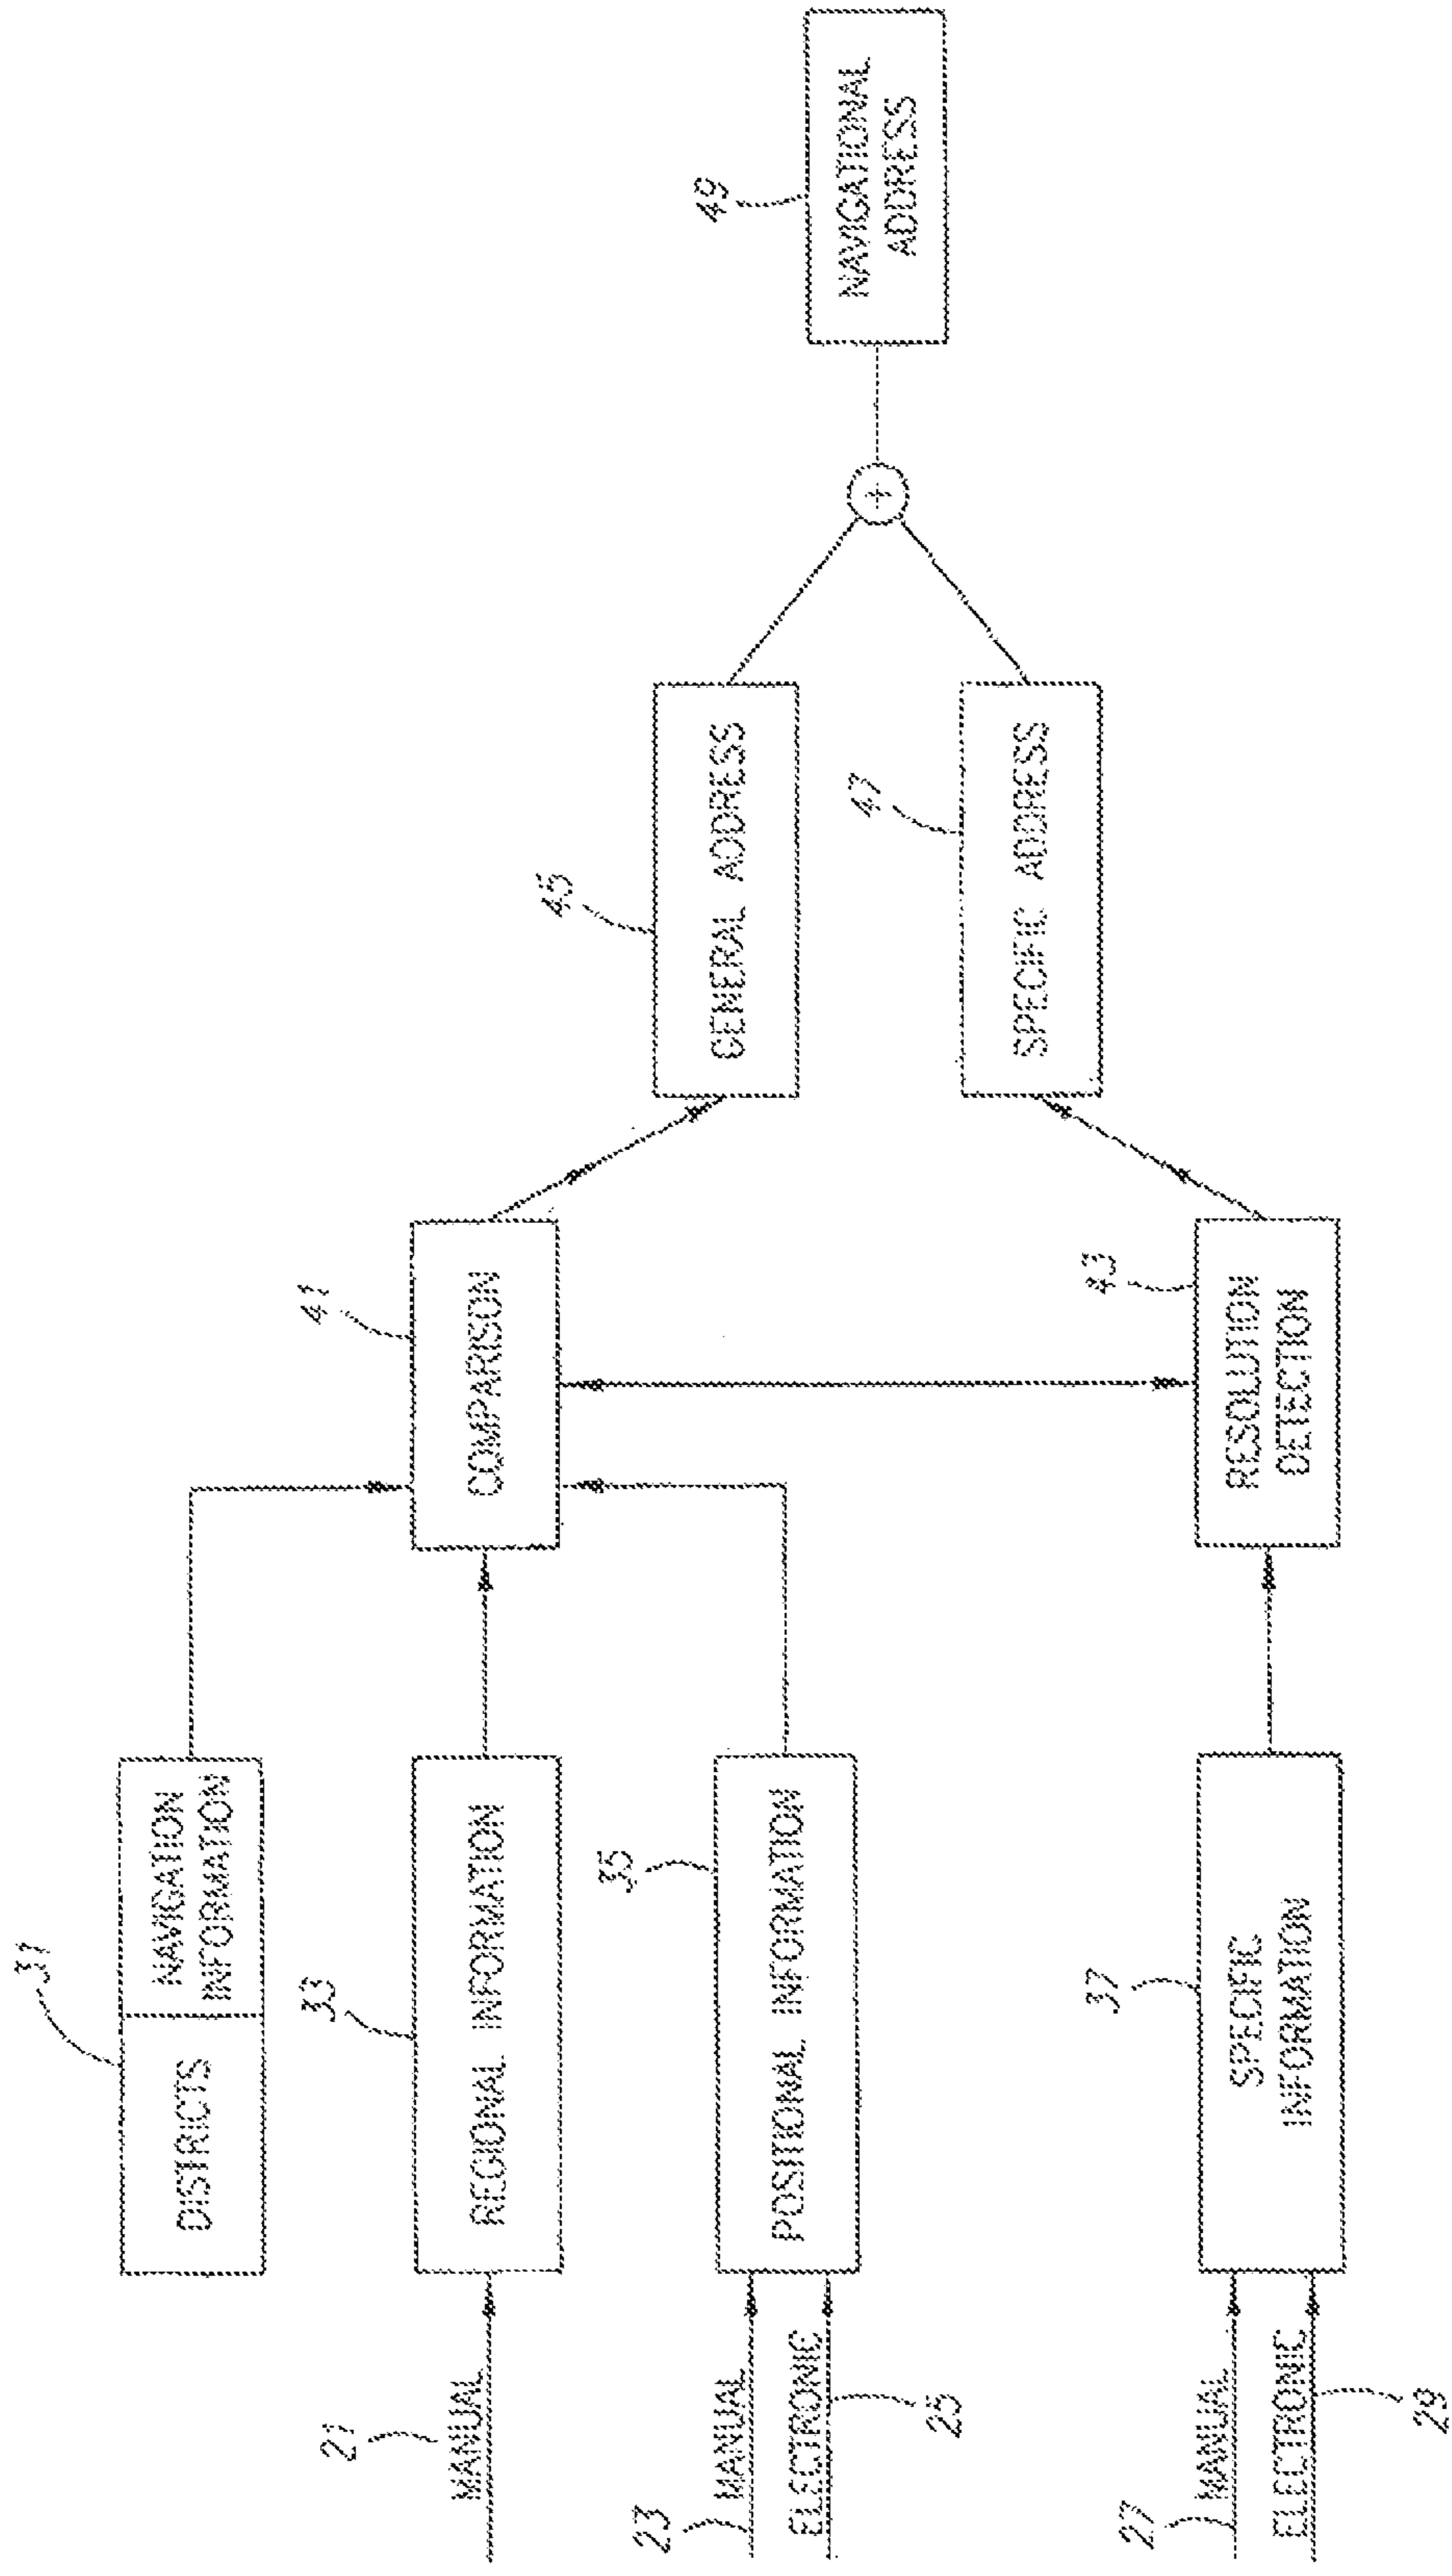 31
DISTRICTS
NAVIGATION
INFORMATION
21
MANUAL
33
REGIONAL INFORMATION
41
COMPARISON
23
MANUAL
ELECTRONIC
25
35
POSITIONAL INFORMATION
45
GENERAL ADDRESS
49
NAVIGATIONAL
ADDRESS
+
47
SPECIFIC ADDRESS
27
MANUAL
ELECTRONIC
29
37
SPECIFIC
INFORMATION
43
RESOLUTION
DETECTION